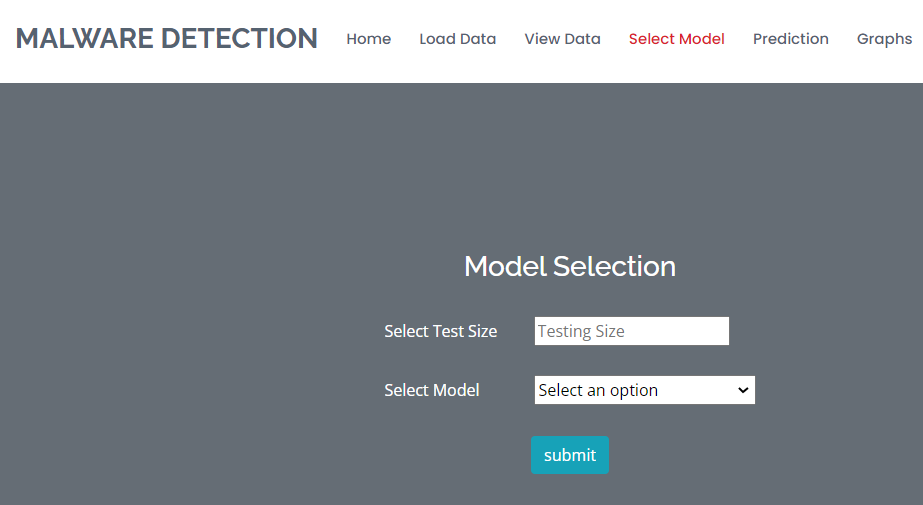 MALWARE DETECTION Home Load Data View Data Select Model Prediction Graphs
Model Selection
Select Test Size Testing Size
Select Model Select an option
submit